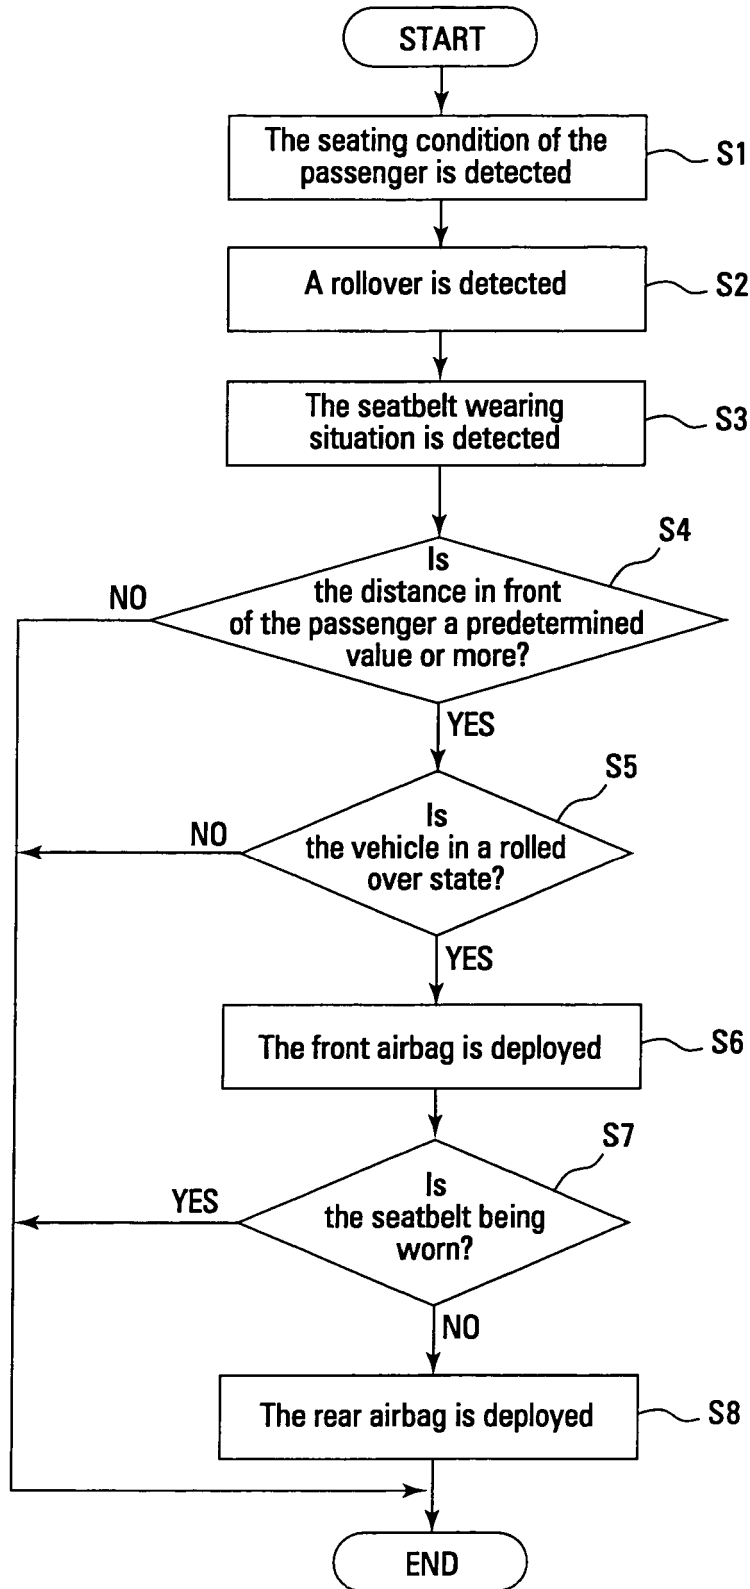 START
The seating condition of the
passenger is detected
S1
A rollover is detected
S2
The seatbelt wearing
situation is detected
S3
S4
Is
the distance in front
of the passenger a predetermined
value or more?
NO
YES
S5
Is
the vehicle in a rolled
over state?
NO
YES
The front airbag is deployed
S6
S7
Is
the seatbelt being
worn?
YES
NO
The rear airbag is deployed
S8
END